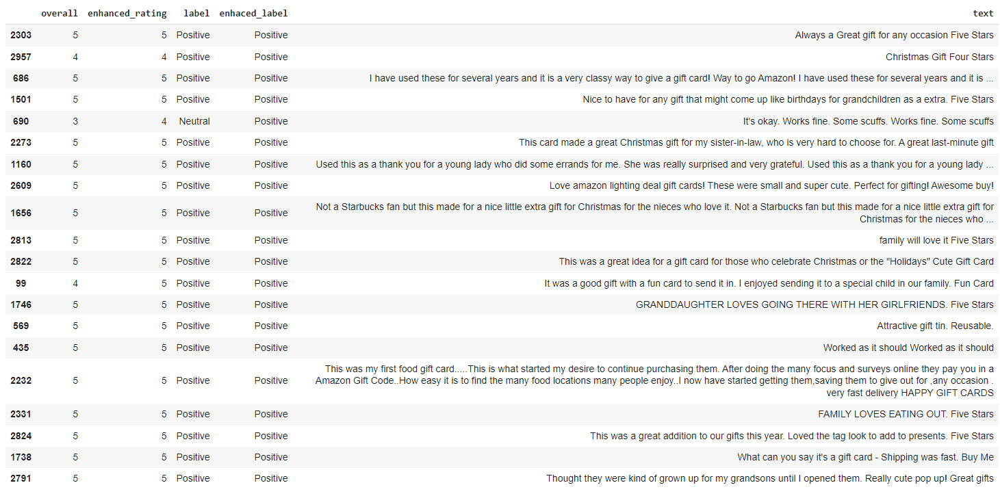 overall enhanced_rating label enhaced_label text
2303 5 5 Positive Positive Always a Great gift for any occasion Five Stars
2957 4 4 Positive Positive Christmas Gift Four Stars
686 5 5 Positive Positive I have used these for several years and it is a very classy way to give a gift card! Way to go Amazon! I have used these for several years and it is ...
1501 5 5 Positive Positive Nice to have for any gift that might come up like birthdays for grandchildren as a extra. Five Stars
690 3 4 Neutral Positive It's okay. Works fine. Some scuffs. Works fine. Some scuffs
2273 5 5 Positive Positive This card made a great Christmas gift for my sister-in-law, who is very hard to choose for. A great last-minute gift
1160 5 5 Positive Positive Used this as a thank you for a young lady who did some errands for me. She was really surprised and very grateful. Used this as a thank you for a young lady ...
2609 5 5 Positive Positive Love amazon lighting deal gift cards! These were small and super cute. Perfect for gifting! Awesome buy!
1656 5 5 Positive Positive Not a Starbucks fan but this made for a nice little extra gift for Christmas for the nieces who love it. Not a Starbucks fan but this made for a nice little extra gift for
Christmas for the nieces who ...
2813 5 5 Positive Positive family will love it Five Stars
2822 5 5 Positive Positive This was a great idea for a gift card for those who celebrate Christmas or the "Holidays" Cute Gift Card
99 4 5 Positive Positive It was a good gift with a fun card to send it in. I enjoyed sending it to a special child in our family. Fun Card
1746 5 5 Positive Positive GRANDDAUGHTER LOVES GOING THERE WITH HER GIRLFRIENDS. Five Stars
569 5 5 Positive Positive Attractive gift tin. Reusable.
435 5 5 Positive Positive Worked as it should Worked as it should
2232 5 5 Positive Positive This was my first food gift card.....This is what started my desire to continue purchasing them. After doing the many focus and surveys online they pay you in a
Amazon Gift Code..How easy it is to find the many food locations many people enjoy..I now have started getting them,saving them to give out for ,any occasion .
very fast delivery HAPPY GIFT CARDS
2331 5 5 Positive Positive FAMILY LOVES EATING OUT. Five Stars
2824 5 5 Positive Positive This was a great addition to our gifts this year. Loved the tag look to add to presents. Five Stars
1738 5 5 Positive Positive What can you say it's a gift card - Shipping was fast. Buy Me
2791 5 5 Positive Positive Thought they were kind of grown up for my grandsons until I opened them. Really cute pop up! Great gifts